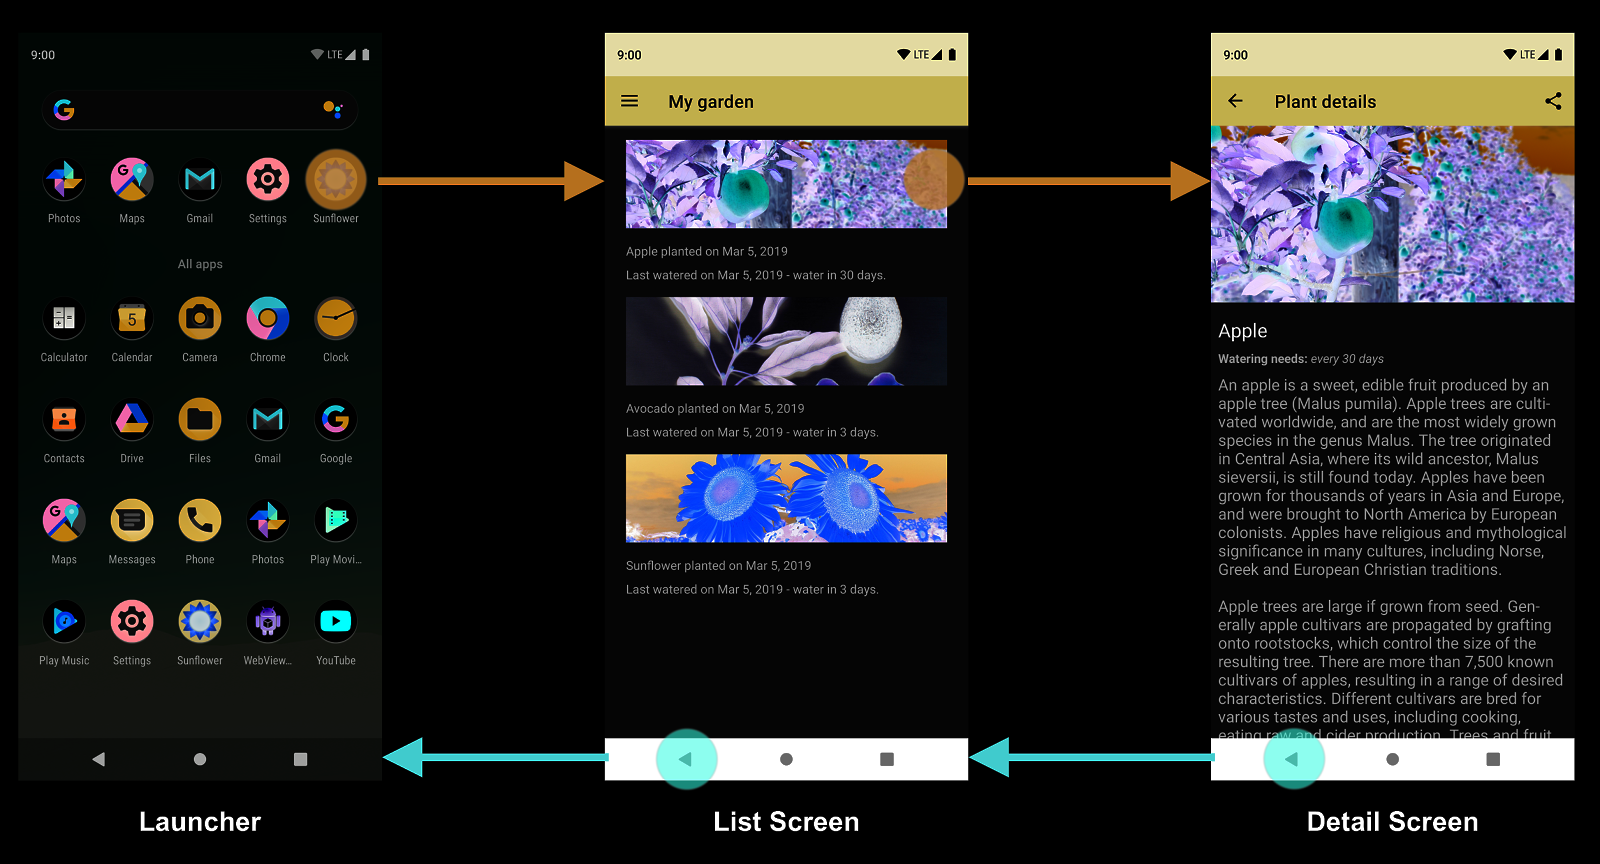 9:00
LTE
G
Photos
Maps
Gmail
Settings
Sunflower
All apps
5
Calculator
Calendar
Camera
Chrome
Clock
Contacts
Drive
Files
Gmail
Google
Maps
Messages
Phone
Photos
Play Movi...
Play Music
Settings
Sunflower
WebView...
YouTube
Launcher
9:00
LTE
My garden
Apple planted on Mar 5, 2019
Last watered on Mar 5, 2019 - water in 30 days.
Avocado planted on Mar 5, 2019
Last watered on Mar 5, 2019 - water in 3 days.
Sunflower planted on Mar 5, 2019
Last watered on Mar 5, 2019 - water in 3 days.
List Screen
9:00
LTE
Plant details
Apple
Watering needs: every 30 days
An apple is a sweet, edible fruit produced by an
apple tree (Malus pumila). Apple trees are culti-
vated worldwide, and are the most widely grown
species in the genus Malus. The tree originated
in Central Asia, where its wild ancestor, Malus
sieversii, is still found today. Apples have been
grown for thousands of years in Asia and Europe,
and were brought to North America by European
colonists. Apples have religious and mythological
significance in many cultures, including Norse,
Greek and European Christian traditions.
Apple trees are large if grown from seed. Gen-
erally apple cultivars are propagated by grafting
onto rootstocks, which control the size of the
resulting tree. There are more than 7,500 known
cultivars of apples, resulting in a range of desired
characteristics. Different cultivars are bred for
various tastes and uses, including cooking,
eating raw and cider production. Trees and fruit
Detail Screen